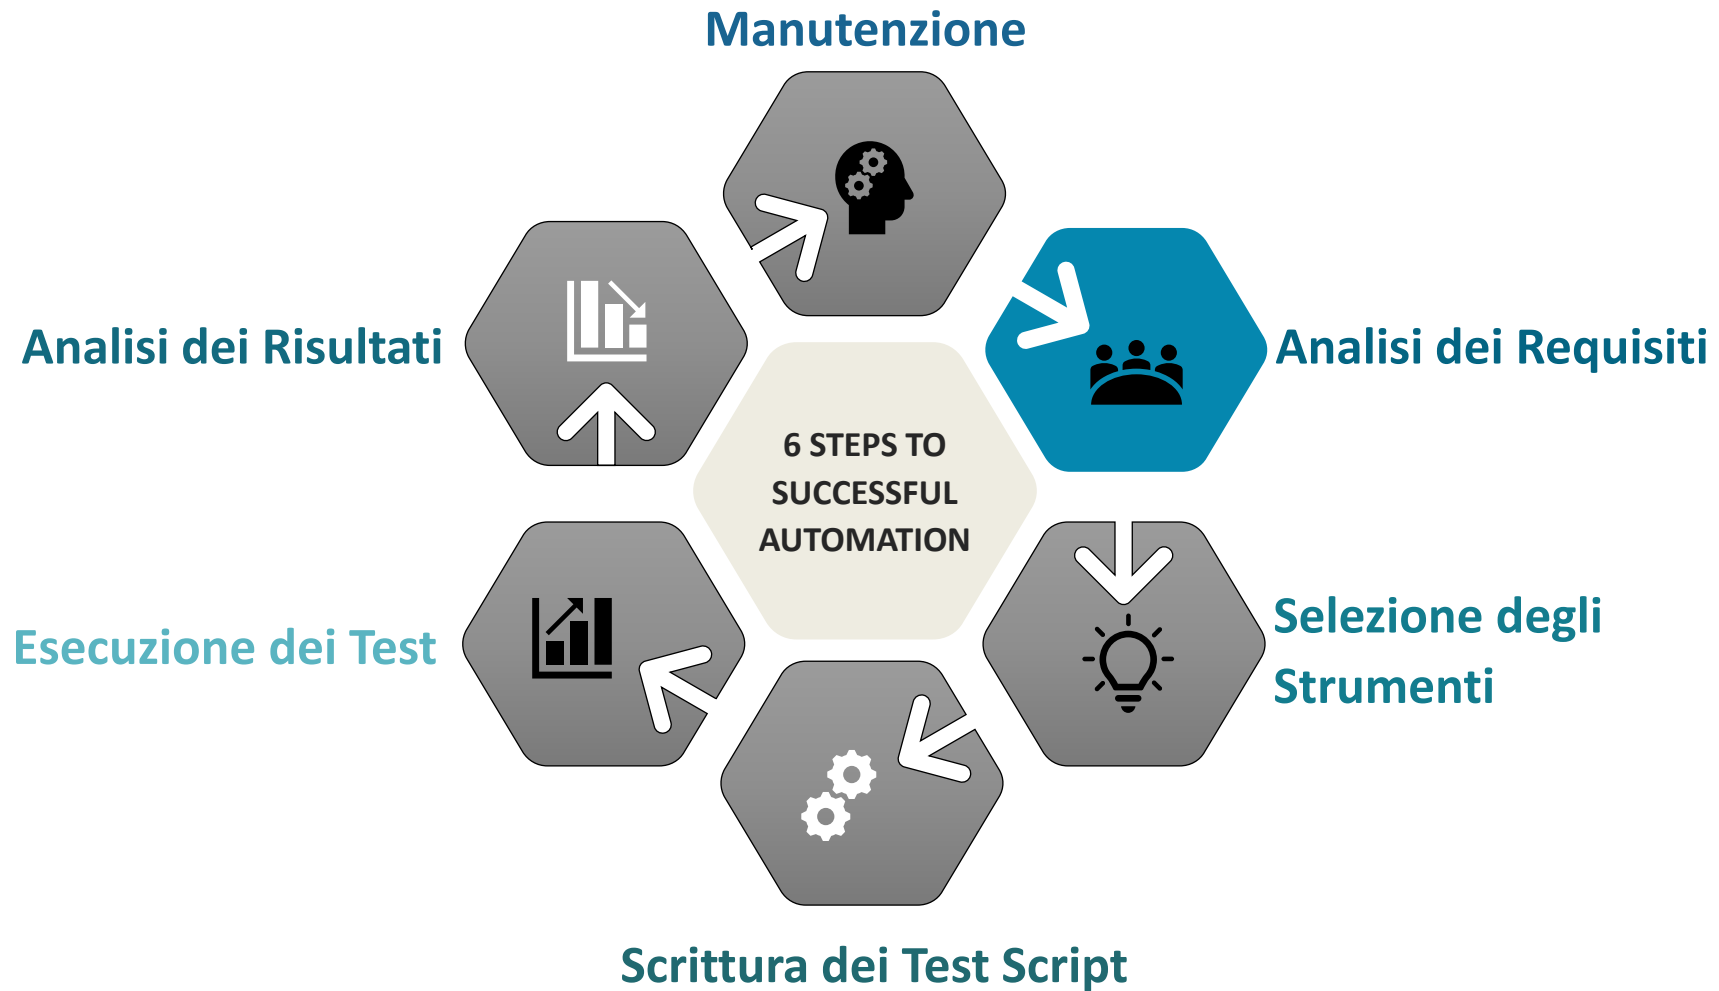 Manutenzione
Analisi dei Risultati
Analisi dei Requisiti
6 STEPS TO
SUCCESSFUL
AUTOMATION
Esecuzione dei Test
Selezione degli
Strumenti
Scrittura dei Test Script